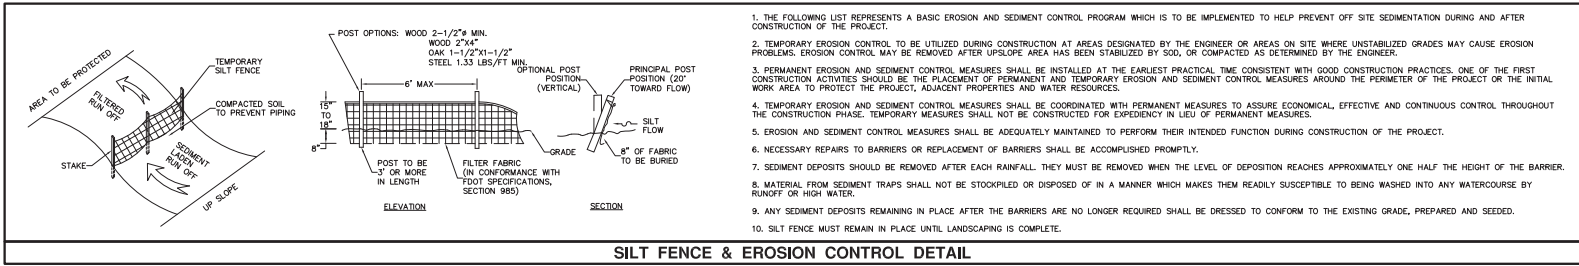 AREA TO BE PROTECTED
FILTERED
RUN OFF
TEMPORARY
SILT FENCE
COMPACTED SOIL
TO PREVENT PIPING
SEDIMENT
LADEN
RUN OFF
STAKE
UP SLOPE
POST OPTIONS: WOOD 2-1/2"ø MIN.
WOOD 2"X4"
OAK 1-1/2"X1-1/2"
STEEL 1.33 LBS/FT MIN.
6' MAX
15"
TO
18"
8"
GRADE
POST TO BE
3' OR MORE
IN LENGTH
FILTER FABRIC
(IN CONFORMANCE WITH
FDOT SPECIFICATIONS,
SECTION 985)
ELEVATION
OPTIONAL POST
POSITION
(VERTICAL)
PRINCIPAL POST
POSITION (20°
TOWARD FLOW)
SILT
FLOW
8" OF FABRIC
TO BE BURIED
SECTION
1. THE FOLLOWING LIST REPRESENTS A BASIC EROSION AND SEDIMENT CONTROL PROGRAM WHICH IS TO BE IMPLEMENTED TO HELP PREVENT OFF SITE SEDIMENTATION DURING AND AFTER
CONSTRUCTION OF THE PROJECT.
2. TEMPORARY EROSION CONTROL TO BE UTILIZED DURING CONSTRUCTION AT AREAS DESIGNATED BY THE ENGINEER OR AREAS ON SITE WHERE UNSTABILIZED GRADES MAY CAUSE EROSION
PROBLEMS. EROSION CONTROL MAY BE REMOVED AFTER UPSLOPE AREA HAS BEEN STABILIZED BY SOD, OR COMPACTED AS DETERMINED BY THE ENGINEER.
3. PERMANENT EROSION AND SEDIMENT CONTROL MEASURES SHALL BE INSTALLED AT THE EARLIEST PRACTICAL TIME CONSISTENT WITH GOOD CONSTRUCTION PRACTICES. ONE OF THE FIRST
CONSTRUCTION ACTIVITIES SHOULD BE THE PLACEMENT OF PERMANENT AND TEMPORARY EROSION AND SEDIMENT CONTROL MEASURES AROUND THE PERIMETER OF THE PROJECT OR THE INITIAL
WORK AREA TO PROTECT THE PROJECT, ADJACENT PROPERTIES AND WATER RESOURCES.
4. TEMPORARY EROSION AND SEDIMENT CONTROL MEASURES SHALL BE COORDINATED WITH PERMANENT MEASURES TO ASSURE ECONOMICAL, EFFECTIVE AND CONTINUOUS CONTROL THROUGHOUT
THE CONSTRUCTION PHASE. TEMPORARY MEASURES SHALL NOT BE CONSTRUCTED FOR EXPEDIENCY IN LIEU OF PERMANENT MEASURES.
5. EROSION AND SEDIMENT CONTROL MEASURES SHALL BE ADEQUATELY MAINTAINED TO PERFORM THEIR INTENDED FUNCTION DURING CONSTRUCTION OF THE PROJECT.
6. NECESSARY REPAIRS TO BARRIERS OR REPLACEMENT OF BARRIERS SHALL BE ACCOMPLISHED PROMPTLY.
7. SEDIMENT DEPOSITS SHOULD BE REMOVED AFTER EACH RAINFALL. THEY MUST BE REMOVED WHEN THE LEVEL OF DEPOSITION REACHES APPROXIMATELY ONE HALF THE HEIGHT OF THE BARRIER.
8. MATERIAL FROM SEDIMENT TRAPS SHALL NOT BE STOCKPILED OR DISPOSED OF IN A MANNER WHICH MAKES THEM READILY SUSCEPTIBLE TO BEING WASHED INTO ANY WATERCOURSE BY
RUNOFF OR HIGH WATER.
9. ANY SEDIMENT DEPOSITS REMAINING IN PLACE AFTER THE BARRIERS ARE NO LONGER REQUIRED SHALL BE DRESSED TO CONFORM TO THE EXISTING GRADE, PREPARED AND SEEDED.
10. SILT FENCE MUST REMAIN IN PLACE UNTIL LANDSCAPING IS COMPLETE.
SILT FENCE & EROSION CONTROL DETAIL